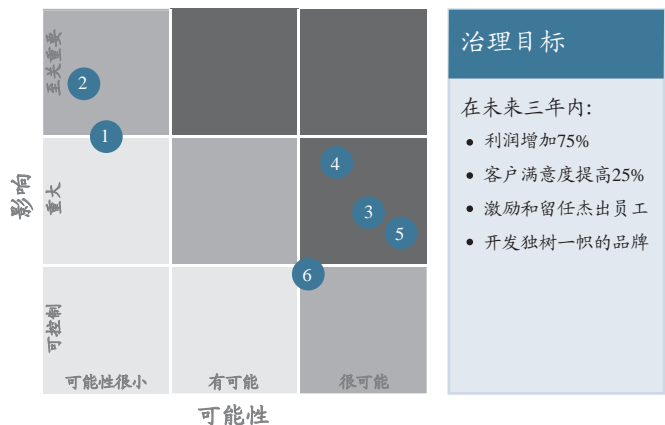 至关重要
2
1
影响
重大
4
3
5
6
可控制
可能性很小
有可能
很可能
可能性
治理目标
在未来三年内:
• 利润增加75%
• 客户满意度提高25%
• 激励和留任杰出员工
• 开发独树一帜的品牌